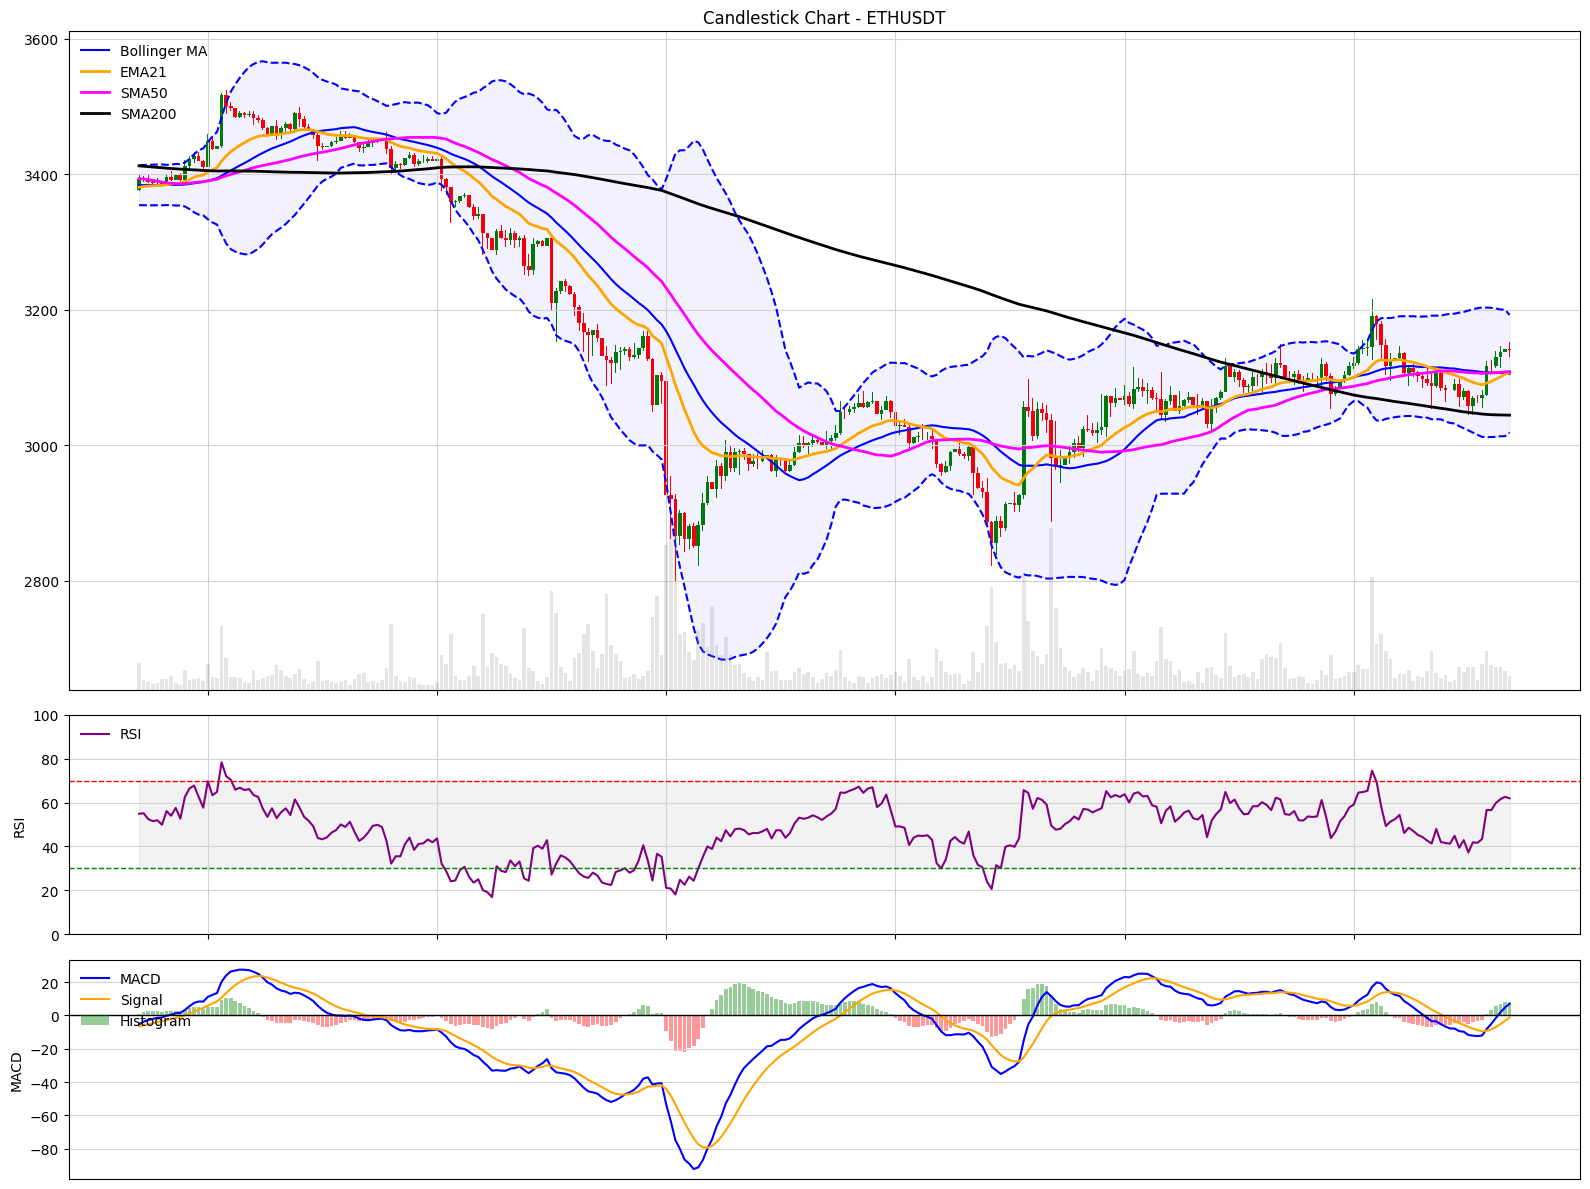 Candlestick Chart - ETHUSDT
3600
3400
3200
3000
2800
Bollinger MA
EMA21
SMA50
SMA200
100
80
60
40
20
0
RSI
RSI
20
0
−20
−40
−60
−80
MACD
MACD
Signal
Histogram